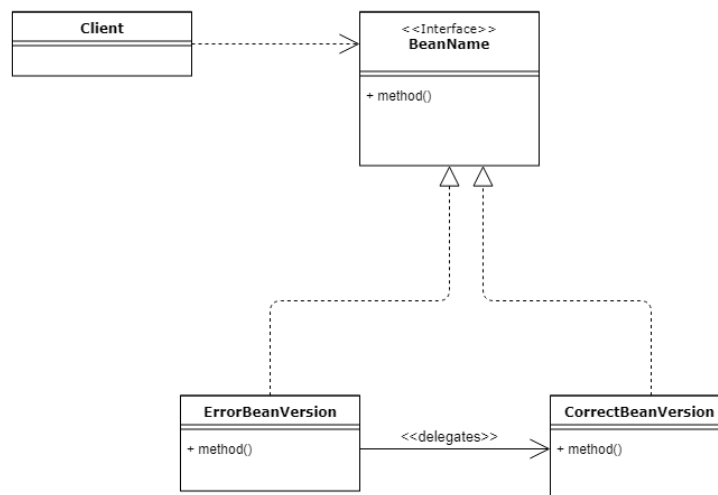 Client
<<Interface>>
BeanName
+ method()
ErrorBeanVersion
+ method()
<<delegates>>
CorrectBeanVersion
+ method()